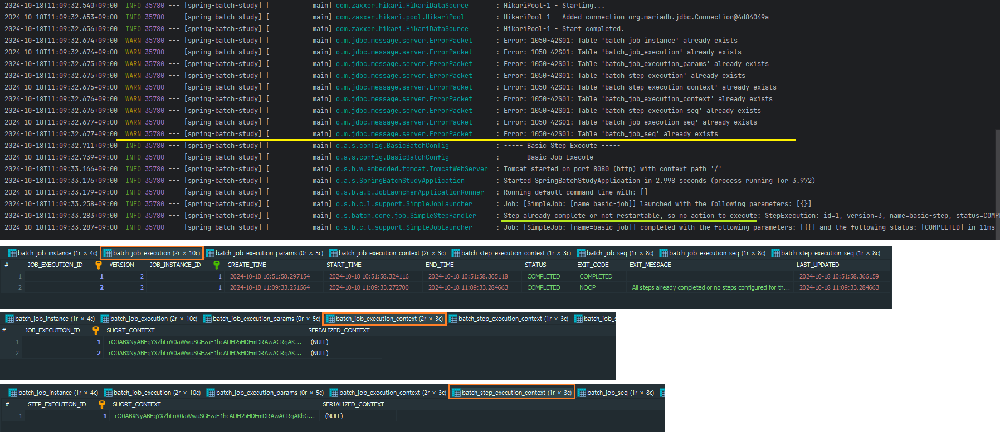 2024-10-18T11:09:32.540+09:00  INFO 35780 --- [spring-batch-study] [           main] com.zaxxer.hikari.HikariDataSource       : HikariPool-1 - Starting...
2024-10-18T11:09:32.653+09:00  INFO 35780 --- [spring-batch-study] [           main] com.zaxxer.hikari.pool.HikariPool        : HikariPool-1 - Added connection org.mariadb.jdbc.Connection@4d84049a
2024-10-18T11:09:32.656+09:00  INFO 35780 --- [spring-batch-study] [           main] com.zaxxer.hikari.HikariDataSource       : HikariPool-1 - Start completed.
2024-10-18T11:09:32.674+09:00  WARN 35780 --- [spring-batch-study] [           main] o.m.jdbc.message.server.ErrorPacket      : Error: 1050-42S01: Table 'batch_job_instance' already exists
2024-10-18T11:09:32.674+09:00  WARN 35780 --- [spring-batch-study] [           main] o.m.jdbc.message.server.ErrorPacket      : Error: 1050-42S01: Table 'batch_job_execution' already exists
2024-10-18T11:09:32.675+09:00  WARN 35780 --- [spring-batch-study] [           main] o.m.jdbc.message.server.ErrorPacket      : Error: 1050-42S01: Table 'batch_job_execution_params' already exists
2024-10-18T11:09:32.675+09:00  WARN 35780 --- [spring-batch-study] [           main] o.m.jdbc.message.server.ErrorPacket      : Error: 1050-42S01: Table 'batch_step_execution' already exists
2024-10-18T11:09:32.675+09:00  WARN 35780 --- [spring-batch-study] [           main] o.m.jdbc.message.server.ErrorPacket      : Error: 1050-42S01: Table 'batch_step_execution_context' already exists
2024-10-18T11:09:32.676+09:00  WARN 35780 --- [spring-batch-study] [           main] o.m.jdbc.message.server.ErrorPacket      : Error: 1050-42S01: Table 'batch_job_execution_context' already exists
2024-10-18T11:09:32.676+09:00  WARN 35780 --- [spring-batch-study] [           main] o.m.jdbc.message.server.ErrorPacket      : Error: 1050-42S01: Table 'batch_step_execution_seq' already exists
2024-10-18T11:09:32.677+09:00  WARN 35780 --- [spring-batch-study] [           main] o.m.jdbc.message.server.ErrorPacket      : Error: 1050-42S01: Table 'batch_job_execution_seq' already exists
2024-10-18T11:09:32.677+09:00  WARN 35780 --- [spring-batch-study] [           main] o.m.jdbc.message.server.ErrorPacket      : Error: 1050-42S01: Table 'batch_job_seq' already exists
2024-10-18T11:09:32.711+09:00  INFO 35780 --- [spring-batch-study] [           main] o.a.s.config.BasicBatchConfig            : ----- Basic Step Execute -----
2024-10-18T11:09:32.739+09:00  INFO 35780 --- [spring-batch-study] [           main] o.a.s.config.BasicBatchConfig            : ----- Basic Job Execute -----
2024-10-18T11:09:33.166+09:00  INFO 35780 --- [spring-batch-study] [           main] o.s.b.w.embedded.tomcat.TomcatWebServer  : Tomcat started on port 8080 (http) with context path '/'
2024-10-18T11:09:33.176+09:00  INFO 35780 --- [spring-batch-study] [           main] o.a.s.SpringBatchStudyApplication        : Started SpringBatchStudyApplication in 2.998 seconds (process running for 3.972)
2024-10-18T11:09:33.179+09:00  INFO 35780 --- [spring-batch-study] [           main] o.s.b.a.b.JobLauncherApplicationRunner   : Running default command line with: []
2024-10-18T11:09:33.258+09:00  INFO 35780 --- [spring-batch-study] [           main] o.s.b.c.l.support.SimpleJobLauncher      : Job: [SimpleJob: [name=basic-job]] launched with the following parameters: [{}]
2024-10-18T11:09:33.283+09:00  INFO 35780 --- [spring-batch-study] [           main] o.s.batch.core.job.SimpleStepHandler     : Step already complete or not restartable, so no action to execute: StepExecution: id=1, version=3, name=basic-step, status=COMP
2024-10-18T11:09:33.287+09:00  INFO 35780 --- [spring-batch-study] [           main] o.s.b.c.l.support.SimpleJobLauncher      : Job: [SimpleJob: [name=basic-job]] completed with the following parameters: [{}] and the following status: [COMPLETED] in 11ms
batch_job_instance (1r × 4c) batch_job_execution (2r × 10c) batch_job_execution_params (0r × 5c) batch_job_execution_context (2r × 3c) batch_step_execution_context (1r × 3c) batch_job_seq (1r × 8c) batch_job_execution_seq (1r × 8c) batch_step_execution_seq (1r × 8c)
# JOB_EXECUTION_ID VERSION JOB_INSTANCE_ID CREATE_TIME START_TIME END_TIME STATUS EXIT_CODE EXIT_MESSAGE LAST_UPDATED
1 1 2 1 2024-10-18 10:51:58.297154 2024-10-18 10:51:58.324116 2024-10-18 10:51:58.365118 COMPLETED COMPLETED 2024-10-18 10:51:58.366159
2 2 2 1 2024-10-18 11:09:33.251664 2024-10-18 11:09:33.272700 2024-10-18 11:09:33.284663 COMPLETED NOOP All steps already completed or no steps configured for th... 2024-10-18 11:09:33.284663
batch_job_instance (1r × 4c) batch_job_execution (2r × 10c) batch_job_execution_params (0r × 5c) batch_job_execution_context (2r × 3c) batch_step_execution_context (1r × 3c) batch_job_s
# JOB_EXECUTION_ID SHORT_CONTEXT SERIALIZED_CONTEXT
1 1 rO0ABXNyABFqYXZhLnV0aWwuSGFzaE1hcAUH2sHDFmDRAwACRgAK... (NULL)
2 2 rO0ABXNyABFqYXZhLnV0aWwuSGFzaE1hcAUH2sHDFmDRAwACRgAK... (NULL)
batch_job_instance (1r × 4c) batch_job_execution (2r × 10c) batch_job_execution_params (0r × 5c) batch_job_execution_context (2r × 3c) batch_step_execution_context (1r × 3c) batch_job_seq (1r × 8c)
# STEP_EXECUTION_ID SHORT_CONTEXT SERIALIZED_CONTEXT
1 1 rO0ABXNyABFqYXZhLnV0aWwuSGFzaE1hcAUH2sHDFmDRAwACRgAKbG... (NULL)